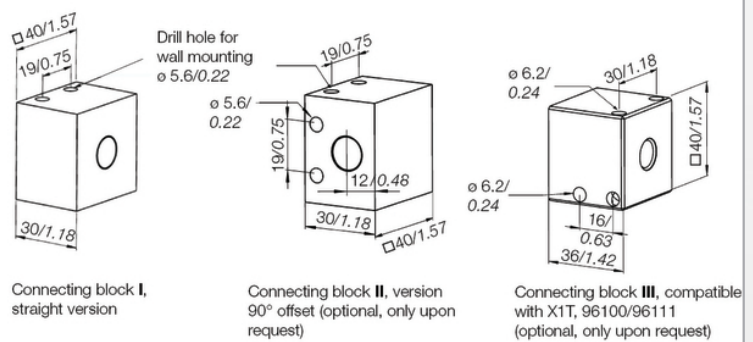 □40/1.57
19/0.75
Drill hole for
wall mounting
ø 5.6/0.22
30/1.18
Connecting block I,
straight version
19/0.75
ø 5.6/
0.22
19/0.75
12/0.48
30/1.18
□40/1.57
Connecting block II, version
90° offset (optional, only upon
request)
30/1.18
ø 6.2/
0.24
□40/1.57
ø 6.2/
0.24
16/
0.63
36/1.42
Connecting block III, compatible
with X1T, 96100/96111
(optional, only upon request)